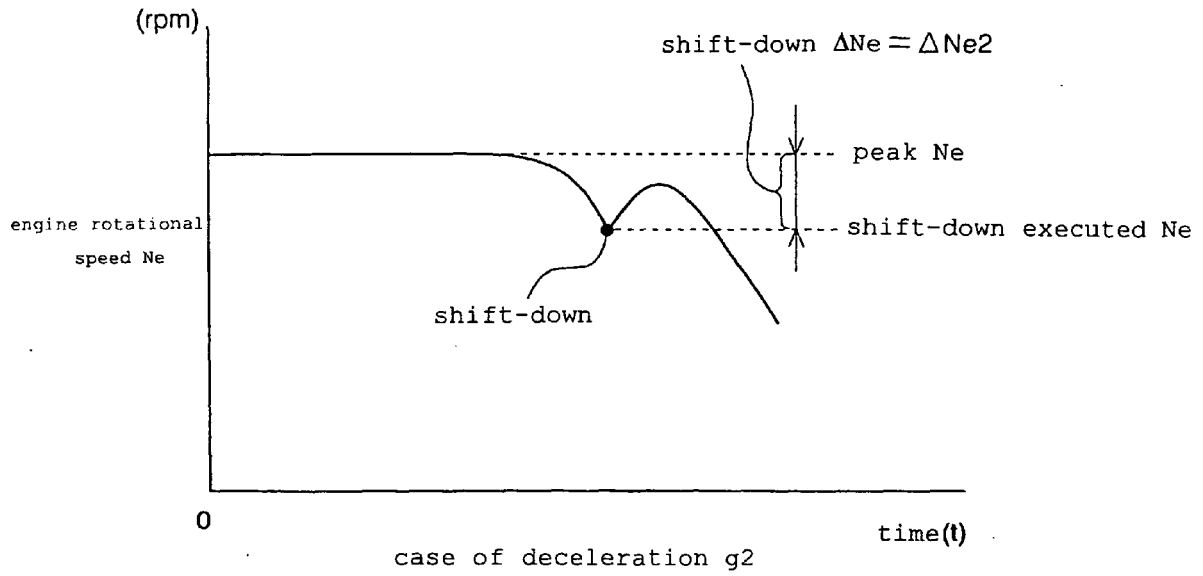 (rpm)
shift-down ΔNe = ΔNe2
peak Ne
engine rotational
speed Ne
shift-down executed Ne
shift-down
0
time(t)
case of deceleration g2